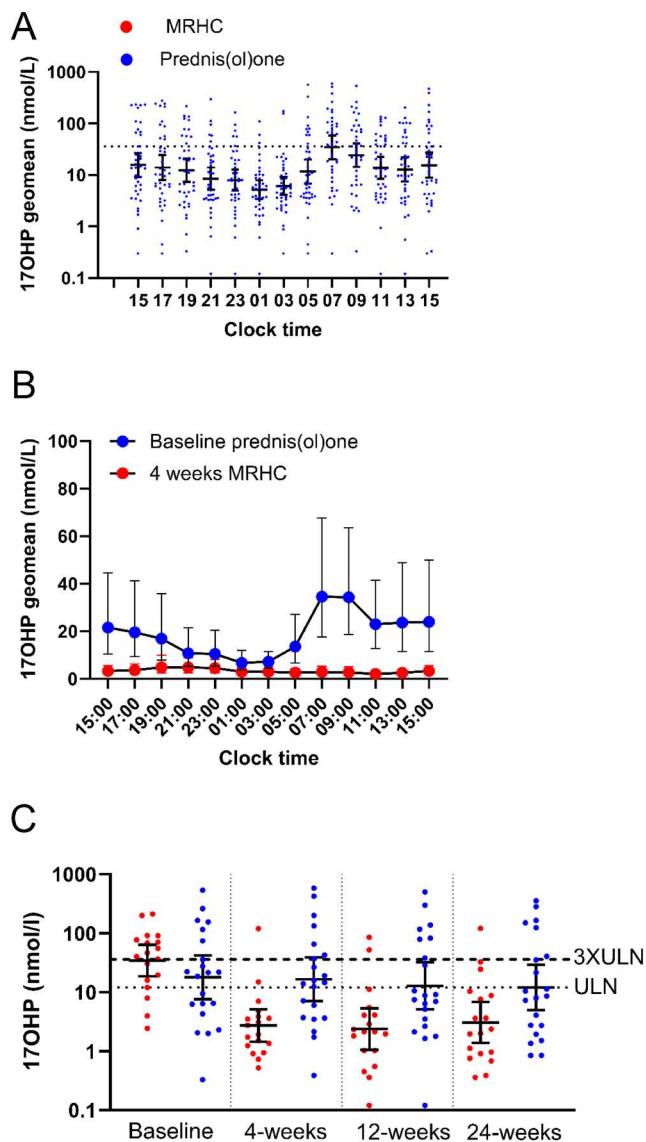 A
MRHC
Prednis(ol)one
17OHP geomean (nmol/L)
1000
100
10
1
0.1
15 17 19 21 23 01 03 05 07 09 11 13 15
Clock time
B
Baseline prednis(ol)one
4 weeks MRHC
17OHP geomean (nmol/L)
100
80
60
40
20
0
15:00 17:00 19:00 21:00 23:00 01:00 03:00 05:00 07:00 09:00 11:00 13:00 15:00
Clock time
C
17OHP (nmol/l)
1000
100
10
1
0.1
3XULN
ULN
Baseline 4-weeks 12-weeks 24-weeks